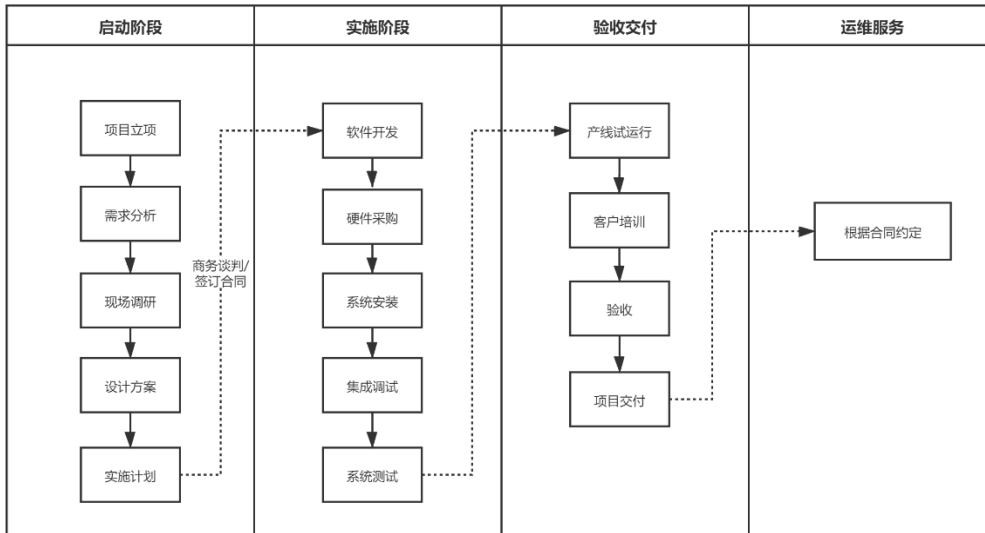 启动阶段
实施阶段
验收交付
运维服务
项目立项
需求分析
现场调研
设计方案
实施计划
商务谈判/
签订合同
软件开发
硬件采购
系统安装
集成调试
系统测试
产线试运行
客户培训
验收
项目交付
根据合同约定